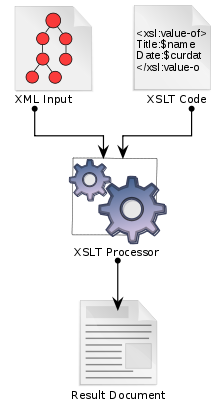 <xsl:value-of>
Title:$name
Date:$curdat
</xsl:value-o
XML Input
XSLT Code
XSLT Processor
Result Document